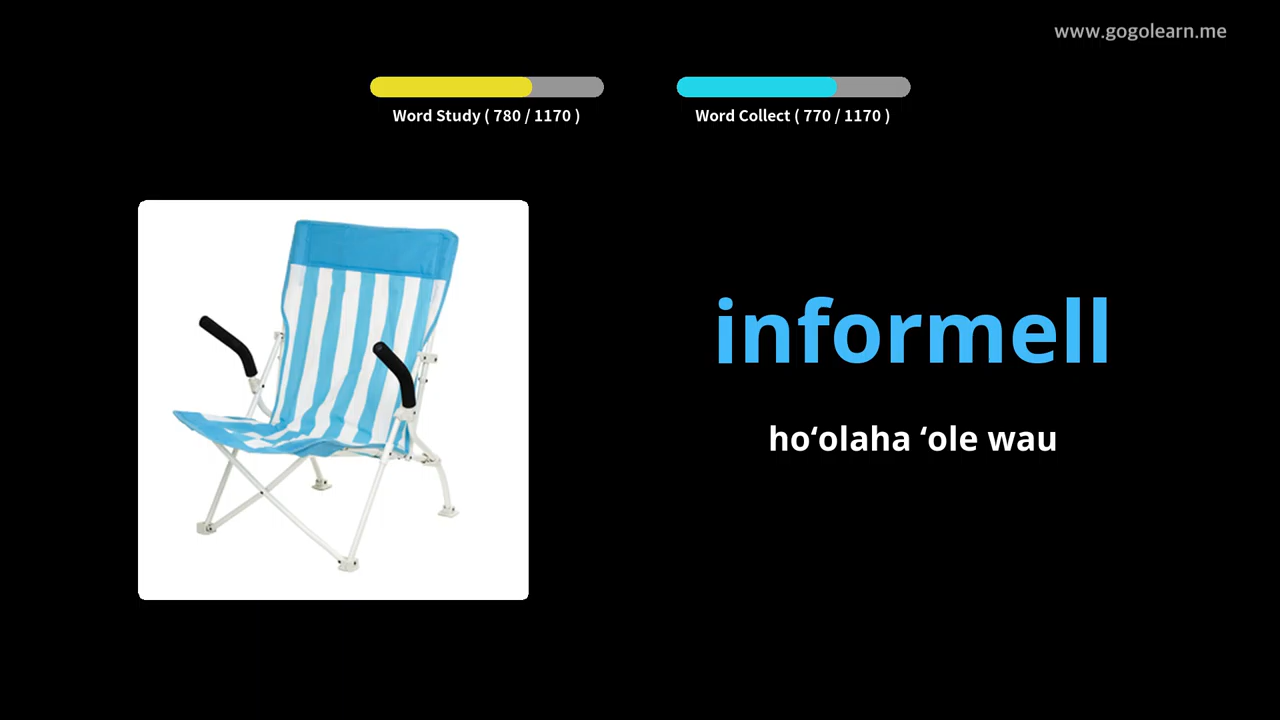 www.gogolearn.me
Word Study ( 780 / 1170 )
Word Collect ( 770 / 1170 )
informell
hoʻolaha ʻole wau